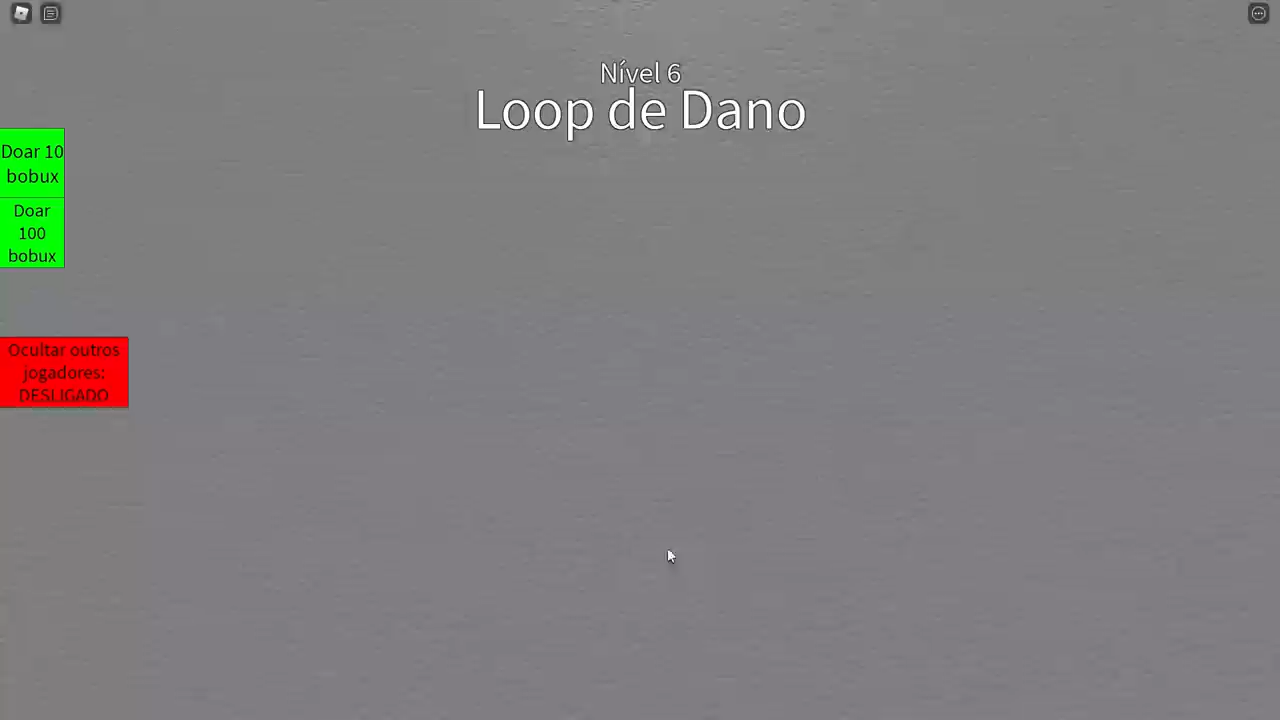 Nível 6
Loop de Dano
Doar 10
bobux
Doar
100
bobux
Ocultar outros
jogadores:
DESLIGADO